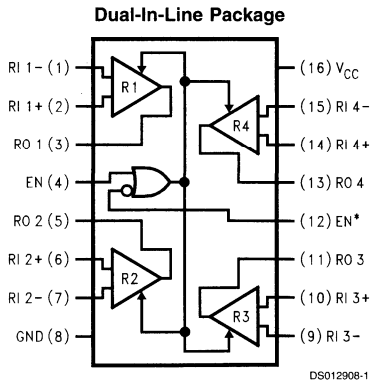 Dual-In-Line Package
RI 1- (1)
RI 1+ (2)
RO 1 (3)
EN (4)
RO 2 (5)
RI 2+ (6)
RI 2- (7)
GND (8)
R1
R4
R2
R3
(16) VCC
(15) RI 4-
(14) RI 4+
(13) RO 4
(12) EN*
(11) RO 3
(10) RI 3+
(9) RI 3-
DS012908-1